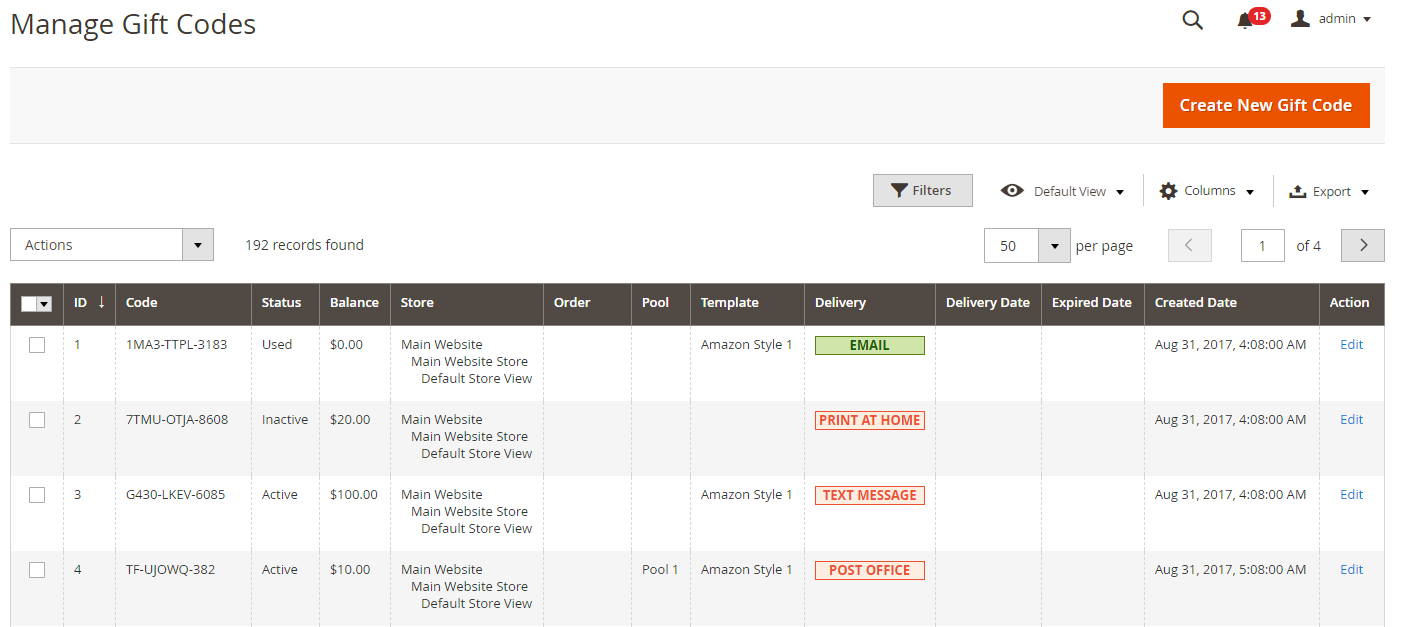 Manage Gift Codes
13
admin
Create New Gift Code
Filters
Default View
Columns
Export
Actions
192 records found
50
per page
1
of 4
ID ↓ Code Status Balance Store Order Pool Template Delivery Delivery Date Expired Date Created Date Action
1 1MA3-TTPL-3183 Used $0.00 Main Website Amazon Style 1 EMAIL Aug 31, 2017, 4:08:00 AM Edit
Main Website Store
Default Store View
2 7TMU-OTJA-8608 Inactive $20.00 Main Website PRINT AT HOME Aug 31, 2017, 4:08:00 AM Edit
Main Website Store
Default Store View
3 G430-LKEV-6085 Active $100.00 Main Website Amazon Style 1 TEXT MESSAGE Aug 31, 2017, 4:08:00 AM Edit
Main Website Store
Default Store View
4 TF-UJOWQ-382 Active $10.00 Main Website Pool 1 Amazon Style 1 POST OFFICE Aug 31, 2017, 5:08:00 AM Edit
Main Website Store
Default Store View